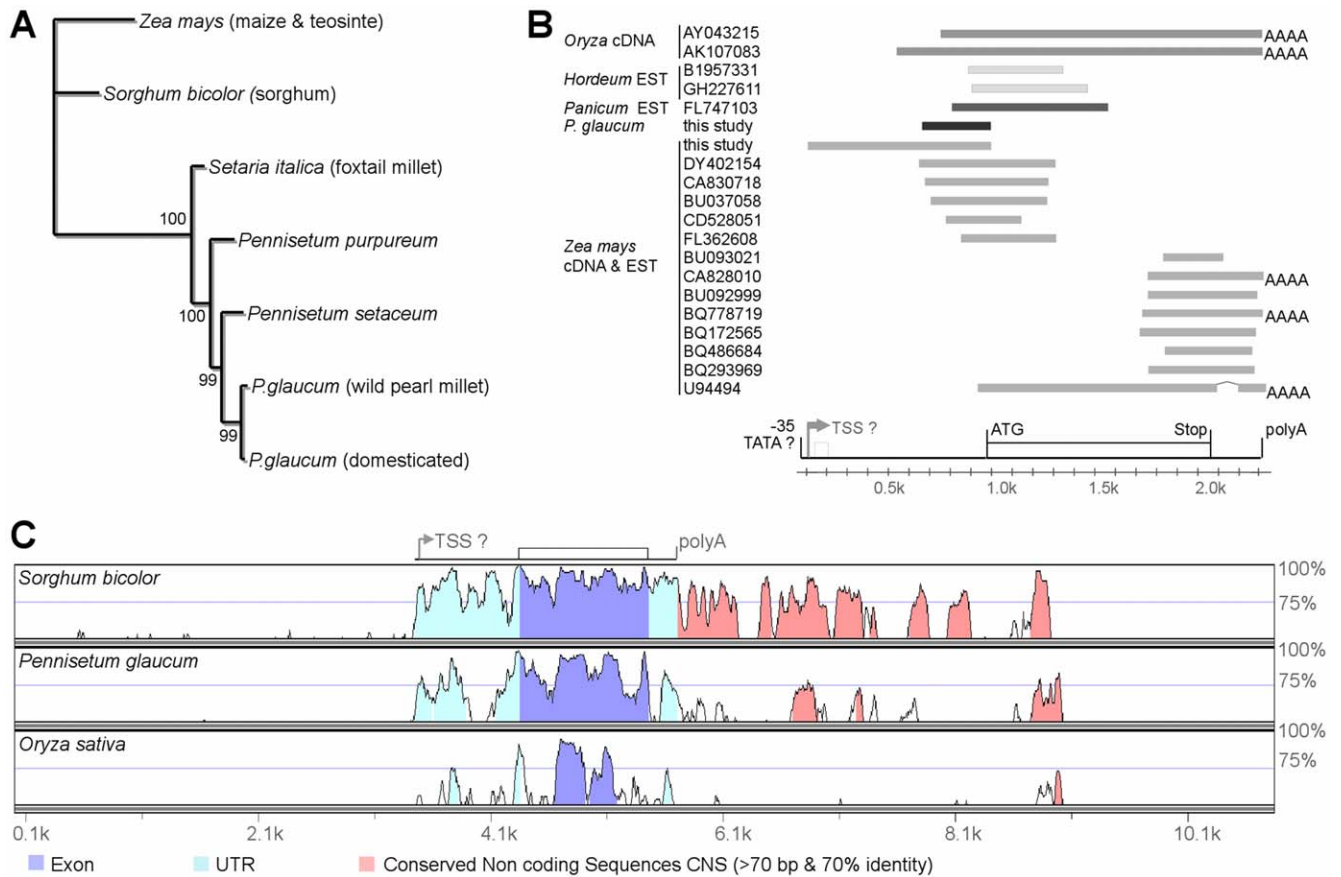 A
Zea mays (maize & teosinte)
Sorghum bicolor (sorghum)
Setaria italica (foxtail millet)
100
Pennisetum purpureum
100
Pennisetum setaceum
99
P.glaucum (wild pearl millet)
99
P.glaucum (domesticated)
B
Oryza cDNA
AY043215
AAAA
AK107083
AAAA
Hordeum EST
B1957331
GH227611
Panicum EST
FL747103
P. glaucum
this study
Zea mays
cDNA & EST
this study
DY402154
CA830718
BU037058
CD528051
FL362608
BU093021
CA828010
AAAA
BU092999
BQ778719
AAAA
BQ172565
BQ486684
BQ293969
U94494
AAAA
-35
TATA ?
TSS ?
ATG
Stop
polyA
0.5k 1.0k 1.5k 2.0k
C
TSS ?
polyA
Sorghum bicolor
100%
75%
Pennisetum glaucum
100%
75%
Oryza sativa
100%
75%
0.1k 2.1k 4.1k 6.1k 8.1k 10.1k
Exon
UTR
Conserved Non coding Sequences CNS (>70 bp & 70% identity)